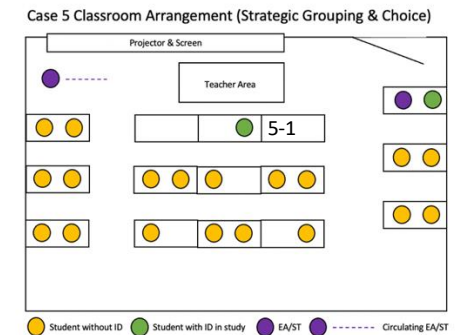 Case 5 Classroom Arrangement (Strategic Grouping & Choice)
Projector & Screen
Teacher Area
5-1
Student without ID
Student with ID in study
EA/ST
Circulating EA/ST